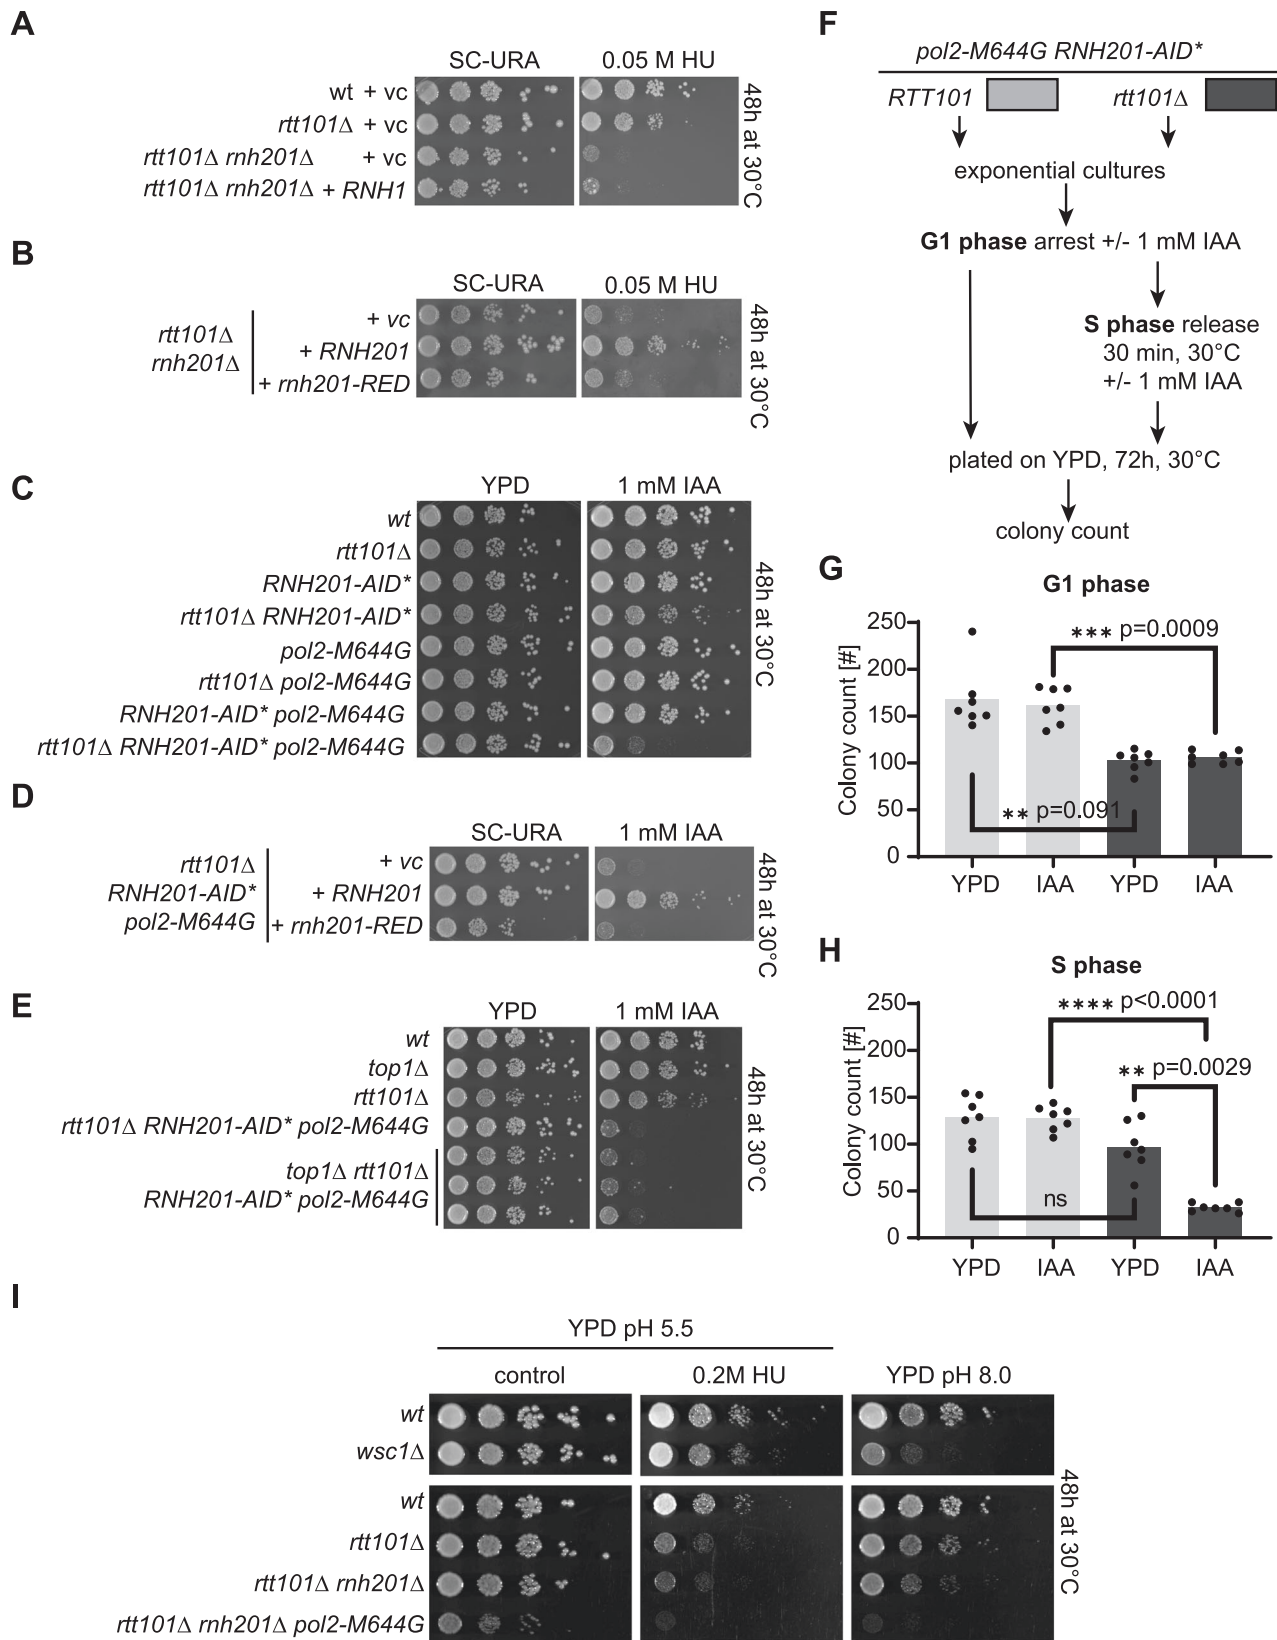 A
SC-URA
0.05 M HU
wt + vc
rtt101Δ + vc
rtt101Δ rnh201Δ + vc
rtt101Δ rnh201Δ + RNH1
48h at 30°C
B
SC-URA
0.05 M HU
rtt101Δ
rnh201Δ
+ vc
+ RNH201
+ rnh201-RED
48h at 30°C
C
YPD
1 mM IAA
wt
rtt101Δ
RNH201-AID*
rtt101Δ RNH201-AID*
pol2-M644G
rtt101Δ pol2-M644G
RNH201-AID* pol2-M644G
rtt101Δ RNH201-AID* pol2-M644G
48h at 30°C
D
SC-URA
1 mM IAA
rtt101Δ
RNH201-AID*
pol2-M644G
+ vc
+ RNH201
+ rnh201-RED
48h at 30°C
E
YPD
1 mM IAA
wt
top1Δ
rtt101Δ
rtt101Δ RNH201-AID* pol2-M644G
top1Δ rtt101Δ
RNH201-AID* pol2-M644G
48h at 30°C
F
pol2-M644G RNH201-AID*
RTT101
rtt101Δ
exponential cultures
G1 phase arrest +/- 1 mM IAA
S phase release
30 min, 30°C
+/- 1 mM IAA
plated on YPD, 72h, 30°C
colony count
G
G1 phase
Colony count [#]
250
200
150
100
50
0
*** p=0.0009
** p=0.091
YPD
IAA
YPD
IAA
H
S phase
Colony count [#]
250
200
150
100
50
0
**** p<0.0001
** p=0.0029
ns
YPD
IAA
YPD
IAA
I
YPD pH 5.5
control
0.2M HU
YPD pH 8.0
wt
wsc1Δ
wt
rtt101Δ
rtt101Δ rnh201Δ
rtt101Δ rnh201Δ pol2-M644G
48h at 30°C